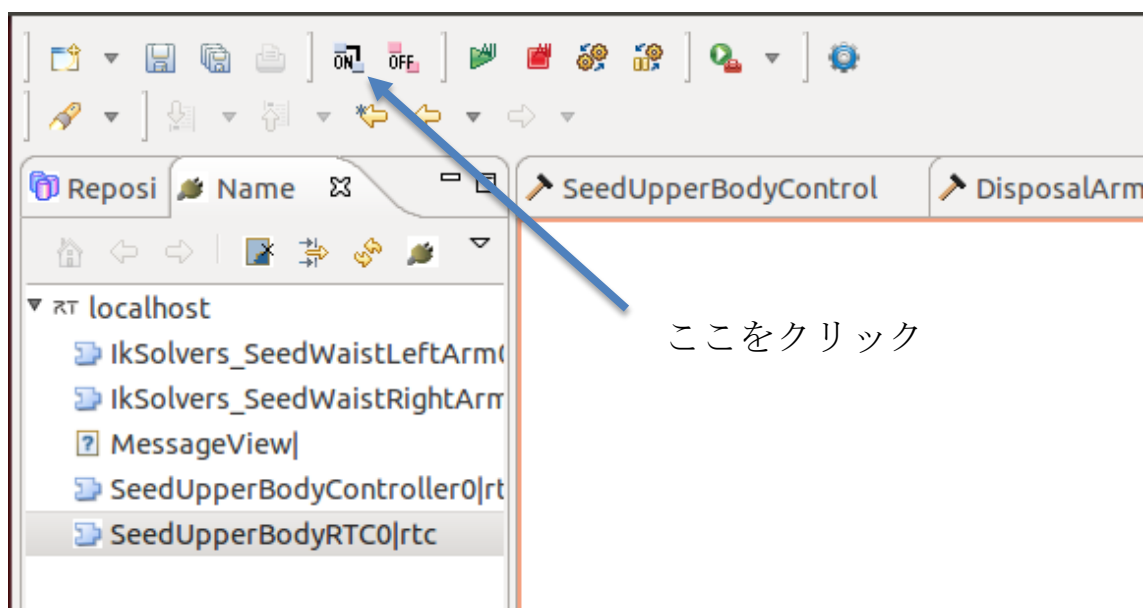 ON OFF
Reposi Name SeedUpperBodyControl DisposalArm
RT localhost
IkSolvers_SeedWaistLeftArm
IkSolvers_SeedWaistRightArm
MessageView|
SeedUpperBodyController0|rt
SeedUpperBodyRTC0|rtc
ここをクリック